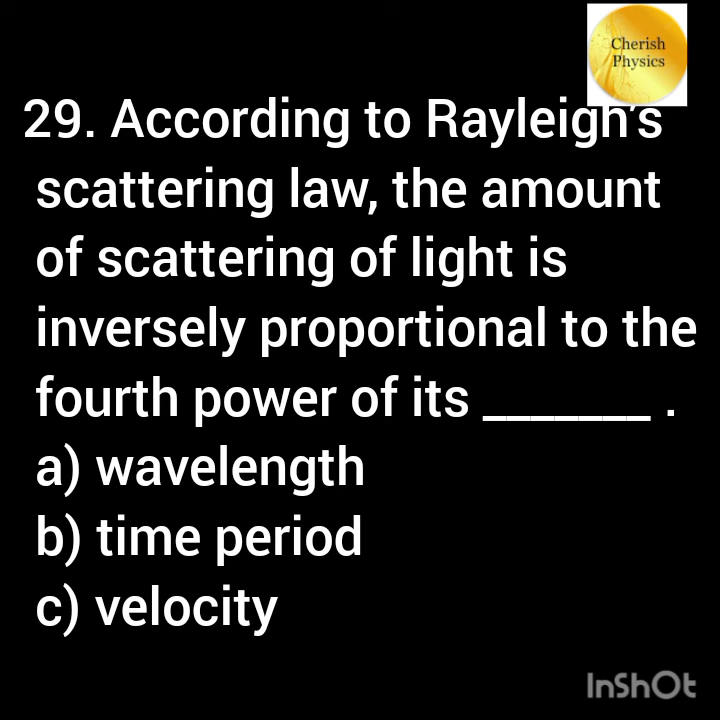 Cherish
Physics
29. According to Rayleigh's
scattering law, the amount
of scattering of light is
inversely proportional to the
fourth power of its _______ .
a) wavelength
b) time period
c) velocity
InShOt